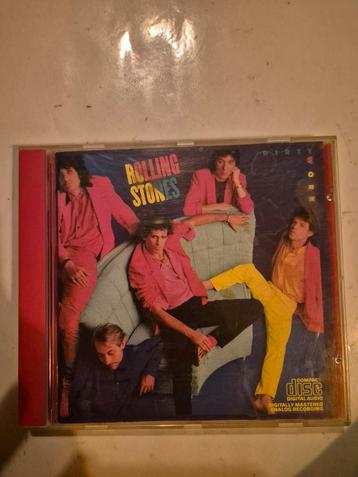 ROLLING
STONES
DIRTY
WORK
COMPACT
disc
DIGITAL AUDIO
DIGITALLY MASTERED
ANALOG RECORDING